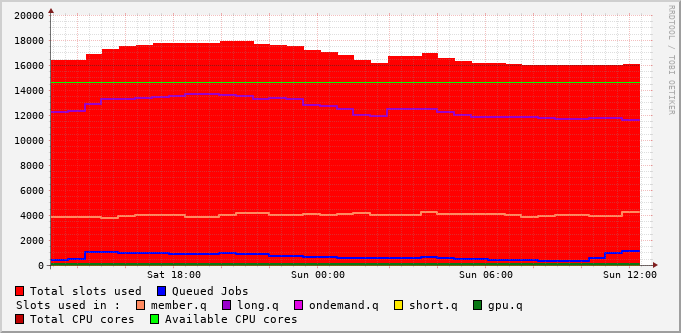 20000
18000
16000
14000
12000
10000
8000
6000
4000
2000
0
Sat 18:00 Sun 00:00 Sun 06:00 Sun 12:00
RRDTOOL / TOBI OETIKER
Total slots used Queued Jobs
Slots used in : member.q long.q ondemand.q short.q gpu.q
Total CPU cores Available CPU cores